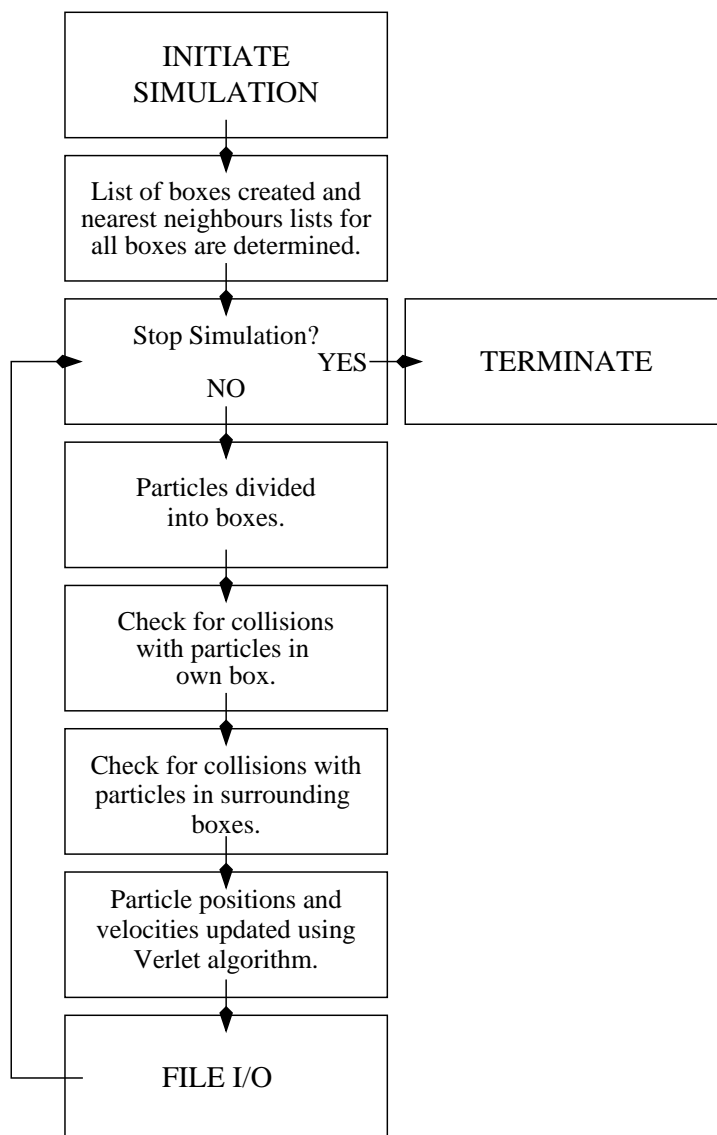 INITIATE
SIMULATION
List of boxes created and
nearest neighbours lists for
all boxes are determined.
Stop Simulation?
YES
NO
TERMINATE
Particles divided
into boxes.
Check for collisions
with particles in
own box.
Check for collisions with
particles in surrounding
boxes.
Particle positions and
velocities updated using
Verlet algorithm.
FILE I/O